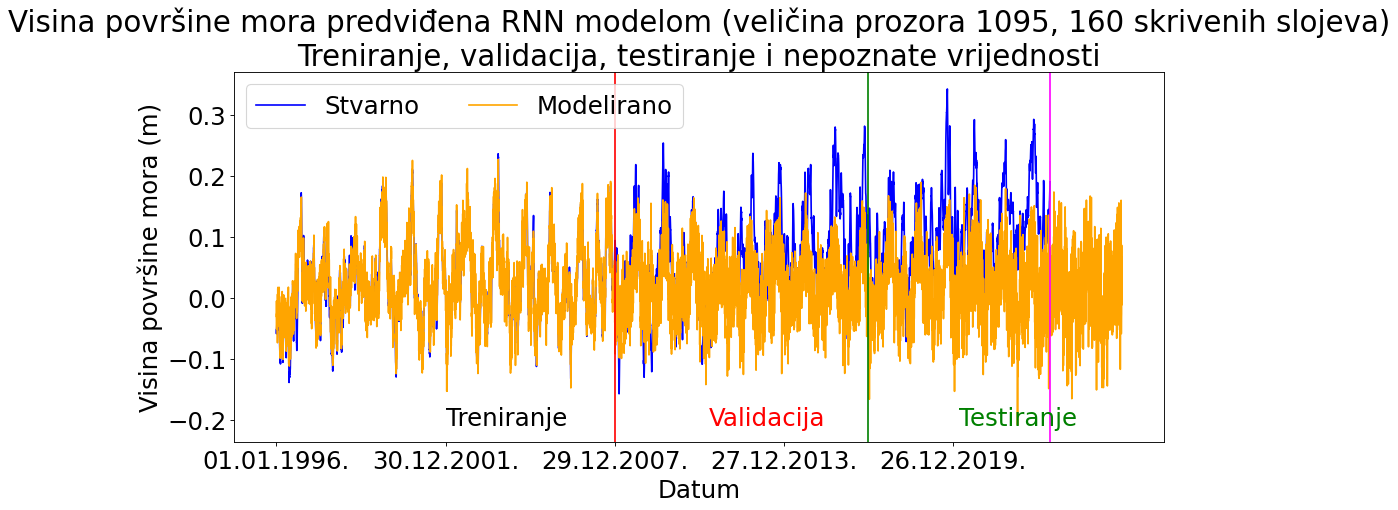 Visina površine mora predviđena RNN modelom (veličina prozora 1095, 160 skrivenih slojeva)
Treniranje, validacija, testiranje i nepoznate vrijednosti
Stvarno Modelirano
Visina površine mora (m)
0.3
0.2
0.1
0.0
−0.1
−0.2
Treniranje Validacija Testiranje
01.01.1996. 30.12.2001. 29.12.2007. 27.12.2013. 26.12.2019.
Datum